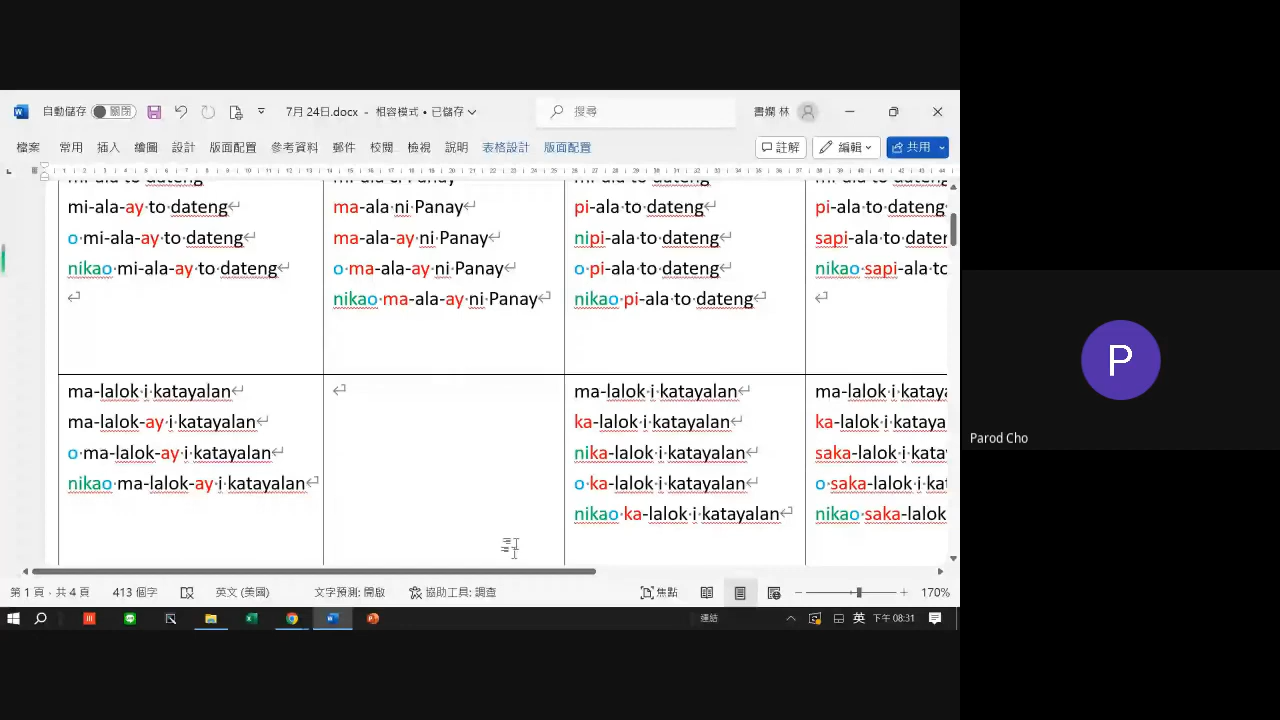 自動儲存 關閉 7月 24日.docx - 相容模式 • 已儲存 搜尋 書嫻 林
檔案 常用 插入 繪圖 設計 版面配置 參考資料 郵件 校閱 檢視 說明 表格設計 版面配置 註解 編輯 共用
mi-ala-ay to dateng
o mi-ala-ay to dateng
nikao mi-ala-ay to dateng
ma-ala ni Panay
ma-ala-ay ni Panay
o ma-ala-ay ni Panay
nikao ma-ala-ay ni Panay
pi-ala to dateng
nipi-ala to dateng
o pi-ala to dateng
nikao pi-ala to dateng
pi-ala to dateng
sapi-ala to dater
nikao sapi-ala to
ma-lalok i katayalan
ma-lalok-ay i katayalan
o ma-lalok-ay i katayalan
nikao ma-lalok-ay i katayalan
ma-lalok i katayalan
ka-lalok i katayalan
nika-lalok i katayalan
o ka-lalok i katayalan
nikao ka-lalok i katayalan
ma-lalok i kataya
ka-lalok i kataya
saka-lalok i kata
o saka-lalok i kat
nikao saka-lalok
第 1 頁，共 4 頁 413 個字 英文 (美國) 文字預測: 開啟 協助工具: 調查 焦點 170%
連結 英 下午 08:31
P
Parod Cho